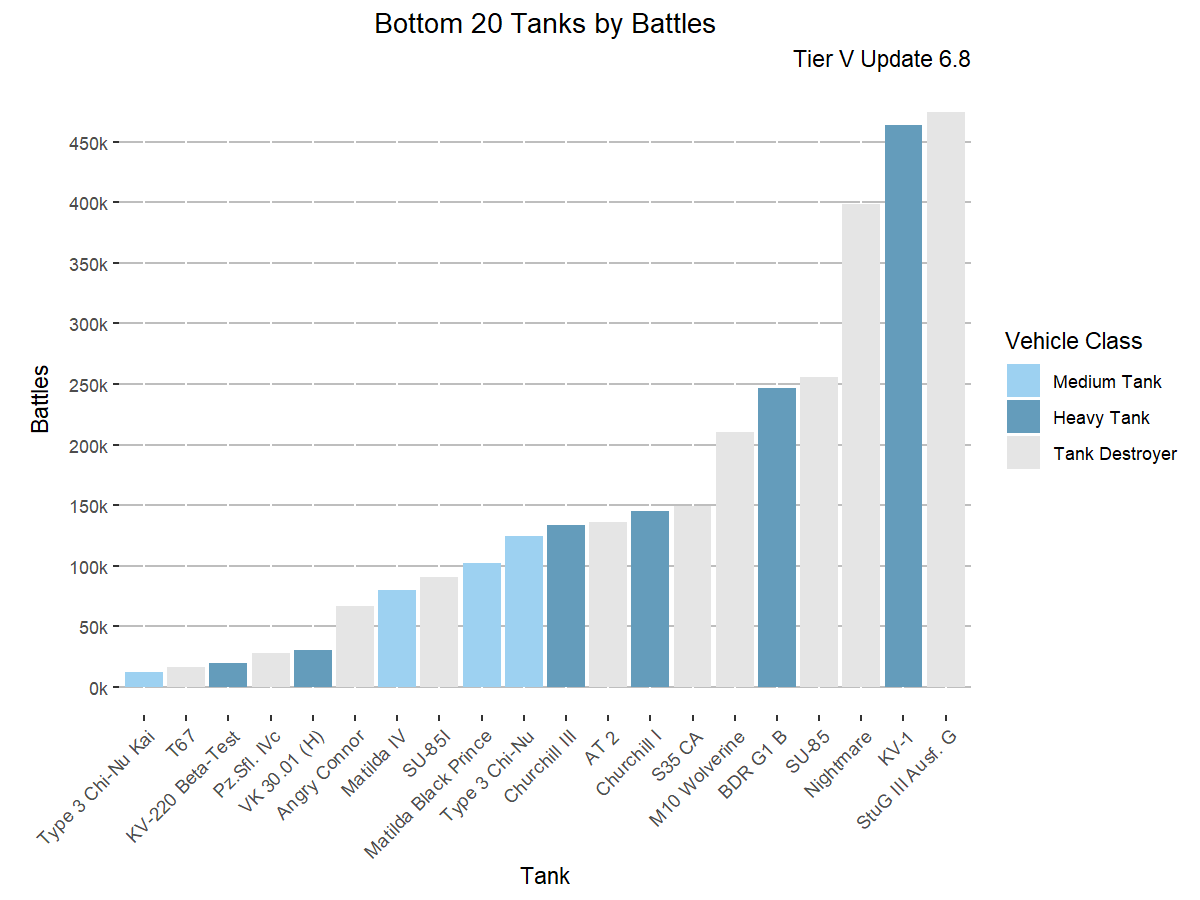 Bottom 20 Tanks by Battles
Tier V Update 6.8
450k
400k
350k
300k
250k
200k
150k
100k
50k
0k
Battles
Type 3 Chi-Nu Kai
T67
KV-220 Beta-Test
Pz.Sfl. IVc
VK 30.01 (H)
Angry Connor
Matilda IV
SU-85I
Matilda Black Prince
Type 3 Chi-Nu
Churchill III
AT 2
Churchill I
S35 CA
M10 Wolverine
BDR G1 B
SU-85
Nightmare
KV-1
StuG III Ausf. G
Tank
Vehicle Class
Medium Tank
Heavy Tank
Tank Destroyer